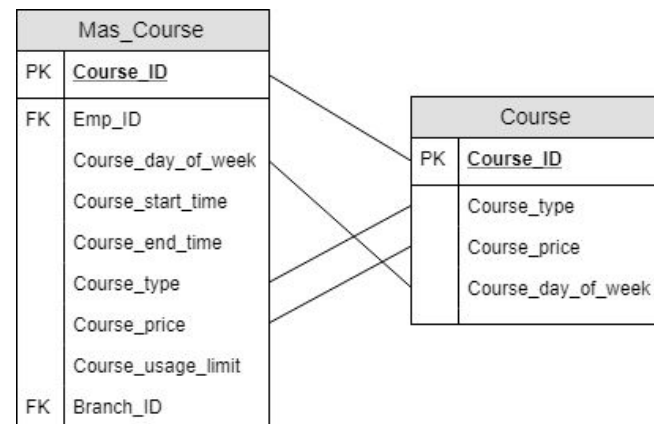 Mas_Course
PK Course_ID
FK Emp_ID
Course_day_of_week
Course_start_time
Course_end_time
Course_type
Course_price
Course_usage_limit
FK Branch_ID
Course
PK Course_ID
Course_type
Course_price
Course_day_of_week